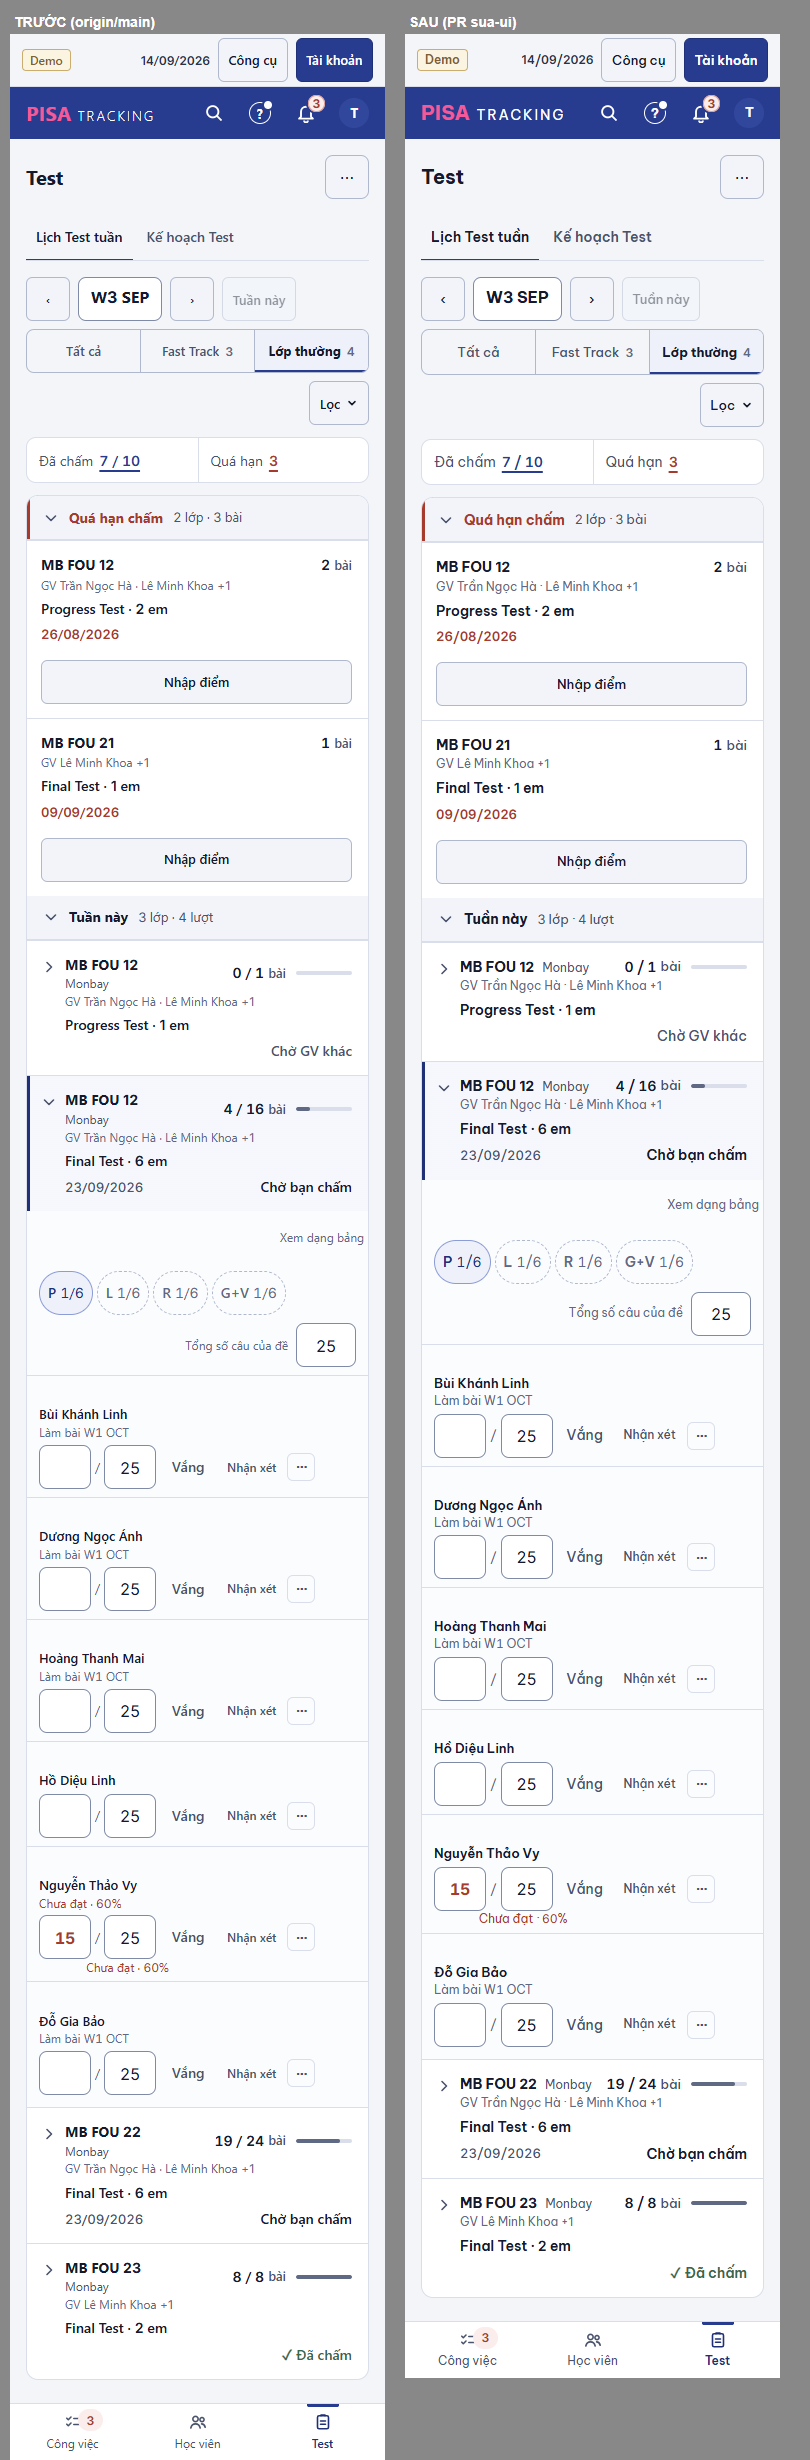 TRƯỚC (origin/main)
Demo 14/09/2026 Công cụ Tài khoản
PISA TRACKING ? 3 T
Test ...
Lịch Test tuần Kế hoạch Test
‹ W3 SEP › Tuần này
Tất cả Fast Track 3 Lớp thường 4
Lọc
Đã chấm 7 / 10 Quá hạn 3
Quá hạn chấm 2 lớp · 3 bài
MB FOU 12 2 bài
GV Trần Ngọc Hà · Lê Minh Khoa +1
Progress Test · 2 em
26/08/2026
Nhập điểm
MB FOU 21 1 bài
GV Lê Minh Khoa +1
Final Test · 1 em
09/09/2026
Nhập điểm
Tuần này 3 lớp · 4 lượt
MB FOU 12 0 / 1 bài
Monbay
GV Trần Ngọc Hà · Lê Minh Khoa +1
Progress Test · 1 em
Chờ GV khác
MB FOU 12 4 / 16 bài
Monbay
GV Trần Ngọc Hà · Lê Minh Khoa +1
Final Test · 6 em
23/09/2026 Chờ bạn chấm
Xem dạng bảng
P 1/6 L 1/6 R 1/6 G+V 1/6
Tổng số câu của đề 25
Bùi Khánh Linh
Làm bài W1 OCT
/ 25 Vắng Nhận xét ...
Dương Ngọc Ánh
Làm bài W1 OCT
/ 25 Vắng Nhận xét ...
Hoàng Thanh Mai
Làm bài W1 OCT
/ 25 Vắng Nhận xét ...
Hồ Diệu Linh
/ 25 Vắng Nhận xét ...
Nguyễn Thảo Vy
Chưa đạt · 60%
15 / 25 Vắng Nhận xét ...
Chưa đạt · 60%
Đỗ Gia Bảo
Làm bài W1 OCT
/ 25 Vắng Nhận xét ...
MB FOU 22 19 / 24 bài
Monbay
GV Trần Ngọc Hà · Lê Minh Khoa +1
Final Test · 6 em
23/09/2026 Chờ bạn chấm
MB FOU 23 8 / 8 bài
Monbay
GV Lê Minh Khoa +1
Final Test · 2 em
✓ Đã chấm
3
Công việc Học viên Test
SAU (PR sua-ui)
Demo 14/09/2026 Công cụ Tài khoản
PISA TRACKING ? 3 T
Test ...
Lịch Test tuần Kế hoạch Test
‹ W3 SEP › Tuần này
Tất cả Fast Track 3 Lớp thường 4
Lọc
Đã chấm 7 / 10 Quá hạn 3
Quá hạn chấm 2 lớp · 3 bài
MB FOU 12 2 bài
GV Trần Ngọc Hà · Lê Minh Khoa +1
Progress Test · 2 em
26/08/2026
Nhập điểm
MB FOU 21 1 bài
GV Lê Minh Khoa +1
Final Test · 1 em
09/09/2026
Nhập điểm
Tuần này 3 lớp · 4 lượt
MB FOU 12 Monbay 0 / 1 bài
GV Trần Ngọc Hà · Lê Minh Khoa +1
Progress Test · 1 em
Chờ GV khác
MB FOU 12 Monbay 4 / 16 bài
GV Trần Ngọc Hà · Lê Minh Khoa +1
Final Test · 6 em
23/09/2026 Chờ bạn chấm
Xem dạng bảng
P 1/6 L 1/6 R 1/6 G+V 1/6
Tổng số câu của đề 25
Bùi Khánh Linh
Làm bài W1 OCT
/ 25 Vắng Nhận xét ...
Dương Ngọc Ánh
Làm bài W1 OCT
/ 25 Vắng Nhận xét ...
Hoàng Thanh Mai
Làm bài W1 OCT
/ 25 Vắng Nhận xét ...
Hồ Diệu Linh
/ 25 Vắng Nhận xét ...
Nguyễn Thảo Vy
15 / 25 Vắng Nhận xét ...
Chưa đạt · 60%
Đỗ Gia Bảo
Làm bài W1 OCT
/ 25 Vắng Nhận xét ...
MB FOU 22 Monbay 19 / 24 bài
GV Trần Ngọc Hà · Lê Minh Khoa +1
Final Test · 6 em
23/09/2026 Chờ bạn chấm
MB FOU 23 Monbay 8 / 8 bài
GV Lê Minh Khoa +1
Final Test · 2 em
✓ Đã chấm
3
Công việc Học viên Test